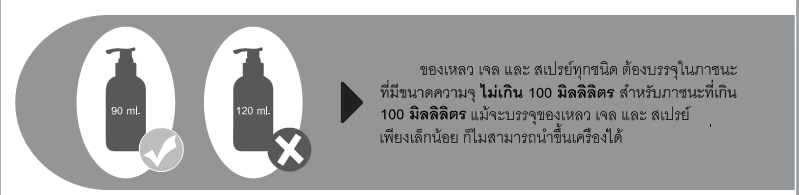 90 ml.
120 ml.
ของเหลว เจล และ สเปรย์ทุกชนิด ต้องบรรจุในภาชนะ
ที่มีขนาดความจุ ไม่เกิน 100 มิลลิลิตร สำหรับภาชนะที่เกิน
100 มิลลิลิตร แม้จะบรรจุของเหลว เจล และ สเปรย์
เพียงเล็กน้อย ก็ไม่สามารถนำขึ้นเครื่องได้